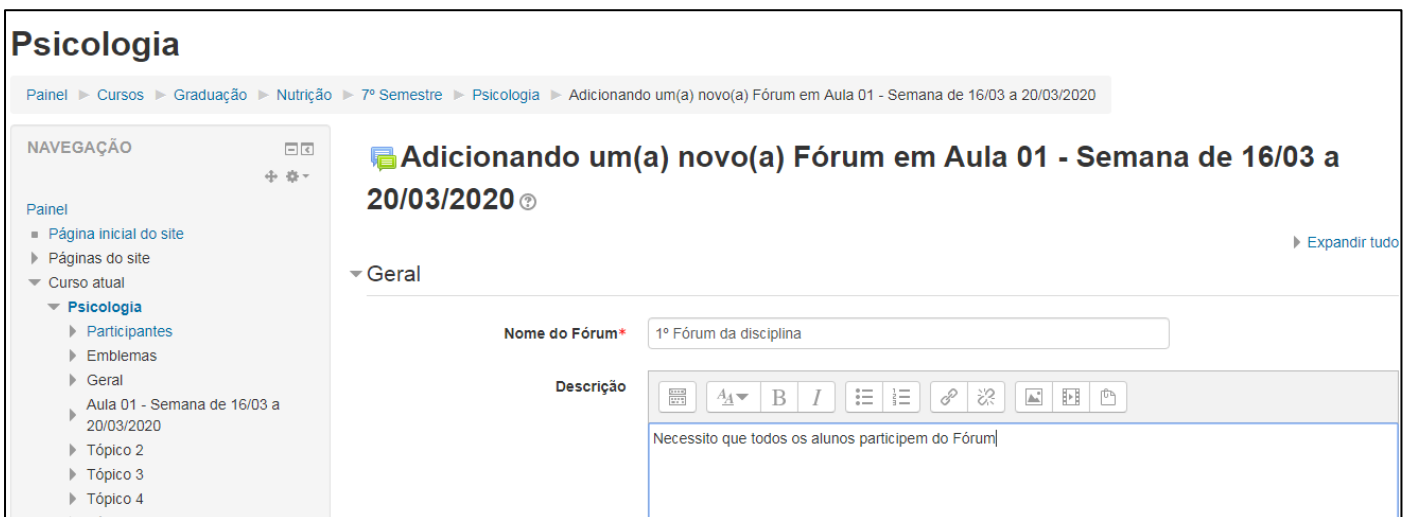 Psicologia
Painel ► Cursos ► Graduação ► Nutrição ► 7º Semestre ► Psicologia ► Adicionando um(a) novo(a) Fórum em Aula 01 - Semana de 16/03 a 20/03/2020
NAVEGAÇÃO
Painel
Página inicial do site
Páginas do site
Curso atual
Psicologia
Participantes
Emblemas
Geral
Aula 01 - Semana de 16/03 a
20/03/2020
Tópico 2
Tópico 3
Tópico 4
Adicionando um(a) novo(a) Fórum em Aula 01 - Semana de 16/03 a
20/03/2020
Expandir tudo
Geral
Nome do Fórum*
1º Fórum da disciplina
Descrição
B I
Necessito que todos os alunos participem do Fórum